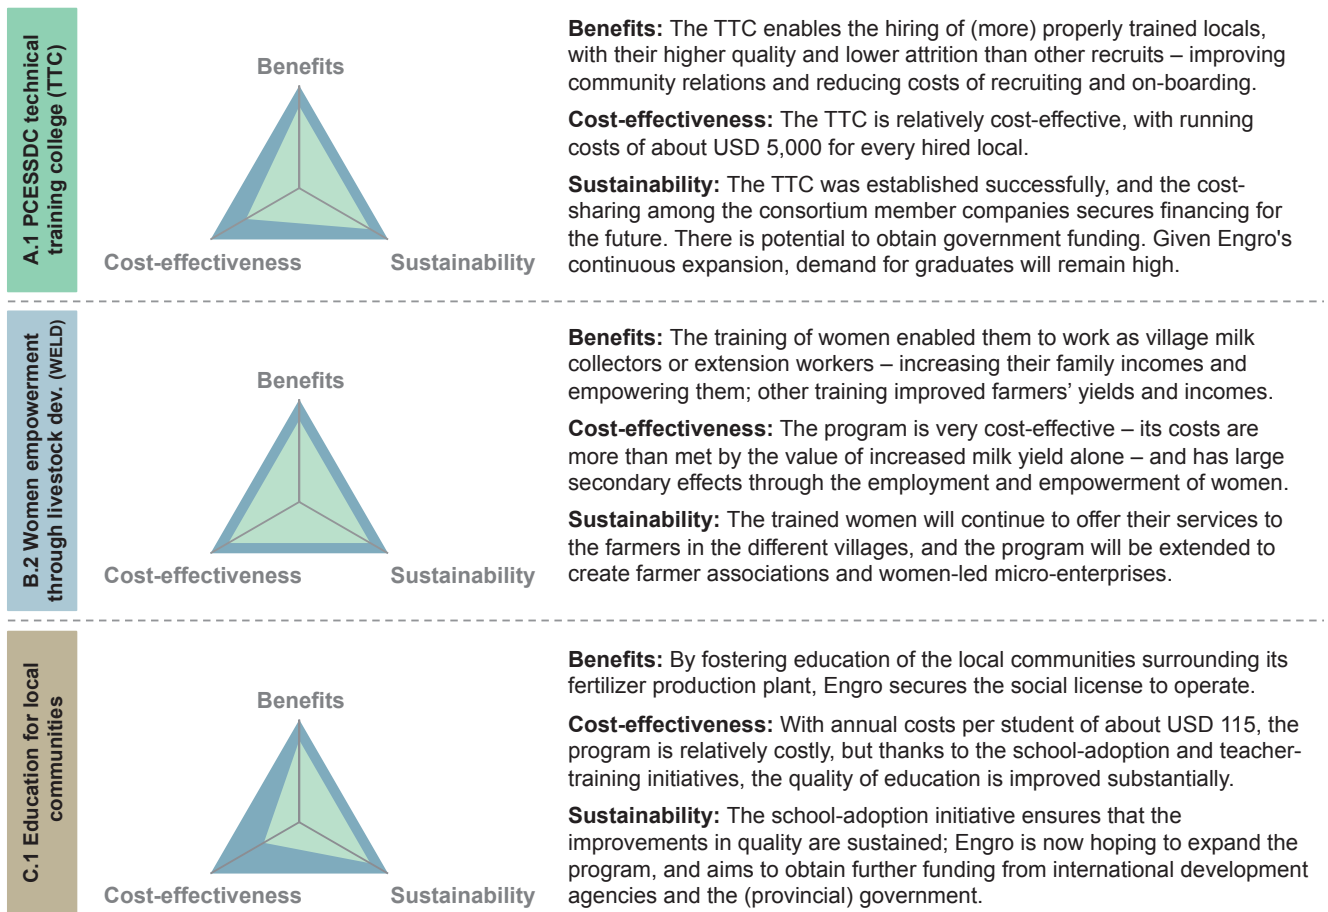 A.1 PCESSDC technical
training college (TTC)
Benefits
Cost-effectiveness
Sustainability
Benefits: The TTC enables the hiring of (more) properly trained locals,
with their higher quality and lower attrition than other recruits – improving
community relations and reducing costs of recruiting and on-boarding.
Cost-effectiveness: The TTC is relatively cost-effective, with running
costs of about USD 5,000 for every hired local.
Sustainability: The TTC was established successfully, and the cost-
sharing among the consortium member companies secures financing for
the future. There is potential to obtain government funding. Given Engro's
continuous expansion, demand for graduates will remain high.
B.2 Women empowerment
through livestock dev. (WELD)
Benefits
Cost-effectiveness
Sustainability
Benefits: The training of women enabled them to work as village milk
collectors or extension workers – increasing their family incomes and
empowering them; other training improved farmers’ yields and incomes.
Cost-effectiveness: The program is very cost-effective – its costs are
more than met by the value of increased milk yield alone – and has large
secondary effects through the employment and empowerment of women.
Sustainability: The trained women will continue to offer their services to
the farmers in the different villages, and the program will be extended to
create farmer associations and women-led micro-enterprises.
C.1 Education for local
communities
Benefits
Cost-effectiveness
Sustainability
Benefits: By fostering education of the local communities surrounding its
fertilizer production plant, Engro secures the social license to operate.
Cost-effectiveness: With annual costs per student of about USD 115, the
program is relatively costly, but thanks to the school-adoption and teacher-
training initiatives, the quality of education is improved substantially.
Sustainability: The school-adoption initiative ensures that the
improvements in quality are sustained; Engro is now hoping to expand the
program, and aims to obtain further funding from international development
agencies and the (provincial) government.